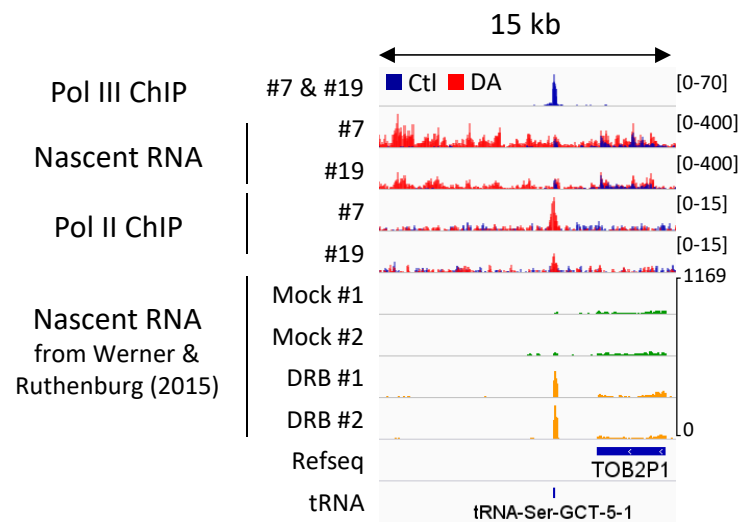 15 kb
Pol III ChIP #7 & #19 Ctl DA [0-70]
Nascent RNA #7 [0-400]
#19 [0-400]
Pol II ChIP #7 [0-15]
#19 [0-15]
Nascent RNA
from Werner &
Ruthenburg (2015)
Mock #1 1169
Mock #2
DRB #1
DRB #2 0
Refseq TOB2P1
tRNA tRNA-Ser-GCT-5-1